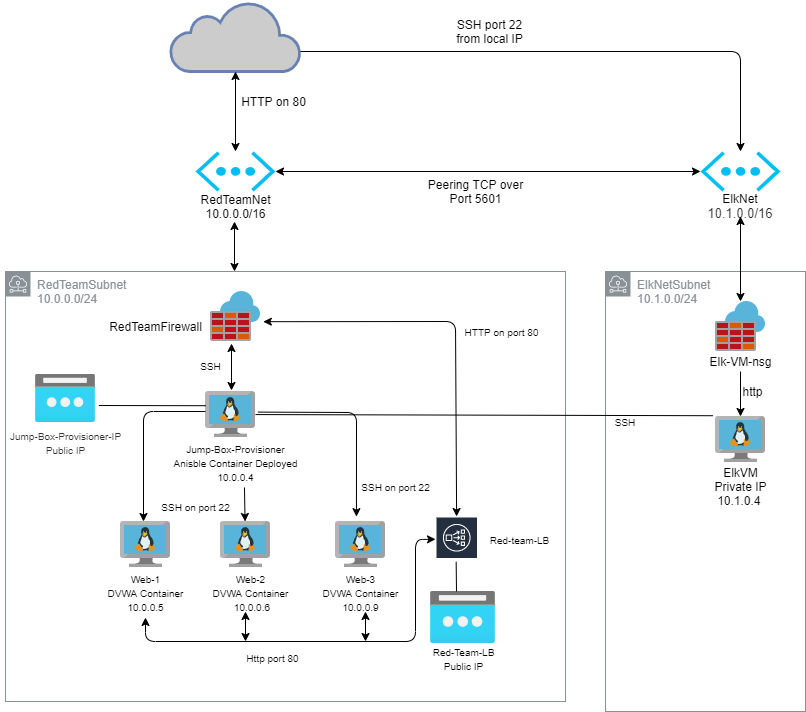 SSH port 22
from local IP
HTTP on 80
RedTeamNet
10.0.0.0/16
Peering TCP over
Port 5601
ElkNet
10.1.0.0/16
RedTeamSubnet
10.0.0.0/24
ElkNetSubnet
10.1.0.0/24
RedTeamFirewall
HTTP on port 80
Elk-VM-nsg
SSH
http
Jump-Box-Provisioner-IP
Public IP
SSH
Jump-Box-Provisioner
Anisble Container Deployed
10.0.0.4
ElkVM
Private IP
10.1.0.4
SSH on port 22
SSH on port 22
Red-team-LB
Web-1
DVWA Container
10.0.0.5
Web-2
DVWA Container
10.0.0.6
Web-3
DVWA Container
10.0.0.9
Http port 80
Red-Team-LB
Public IP